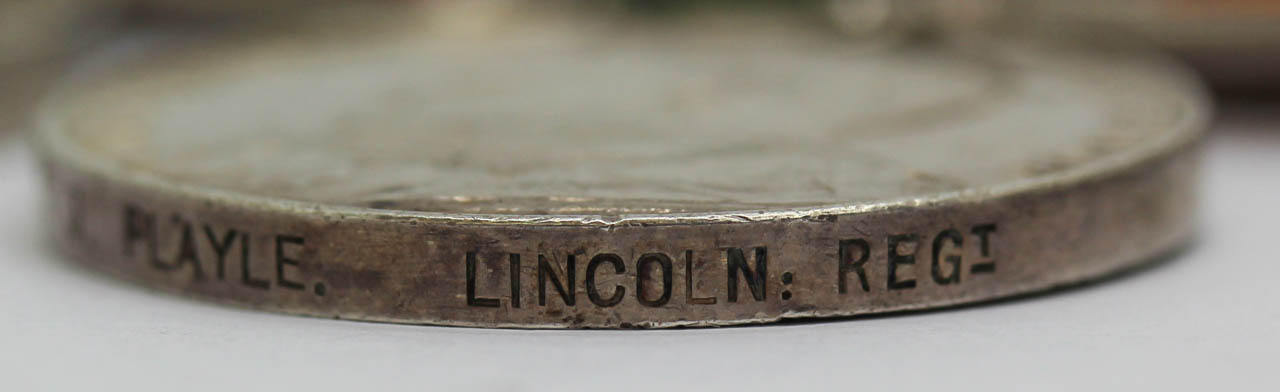 PLAYLE. LINCOLN: REGT